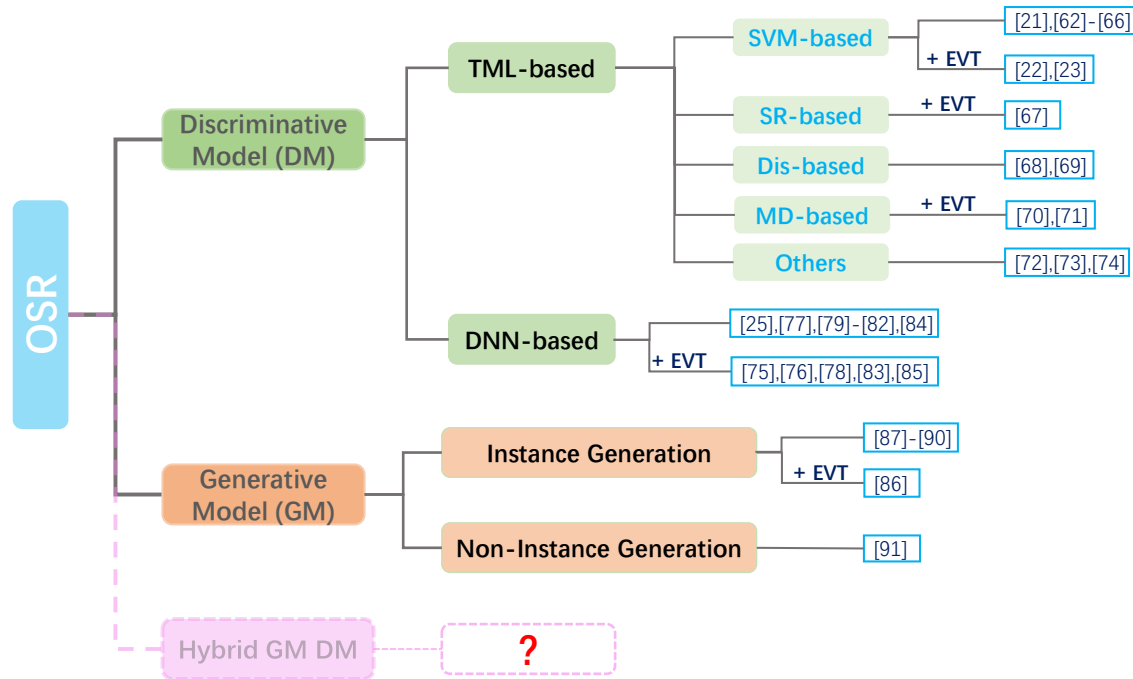 OSR
Discriminative
Model (DM)
TML-based
SVM-based
[21],[62]-[66]
+ EVT
[22],[23]
SR-based
+ EVT
[67]
Dis-based
[68],[69]
MD-based
+ EVT
[70],[71]
Others
[72],[73],[74]
DNN-based
[25],[77],[79]-[82],[84]
+ EVT
[75],[76],[78],[83],[85]
Generative
Model (GM)
Instance Generation
[87]-[90]
+ EVT
[86]
Non-Instance Generation
[91]
Hybrid GM DM
?